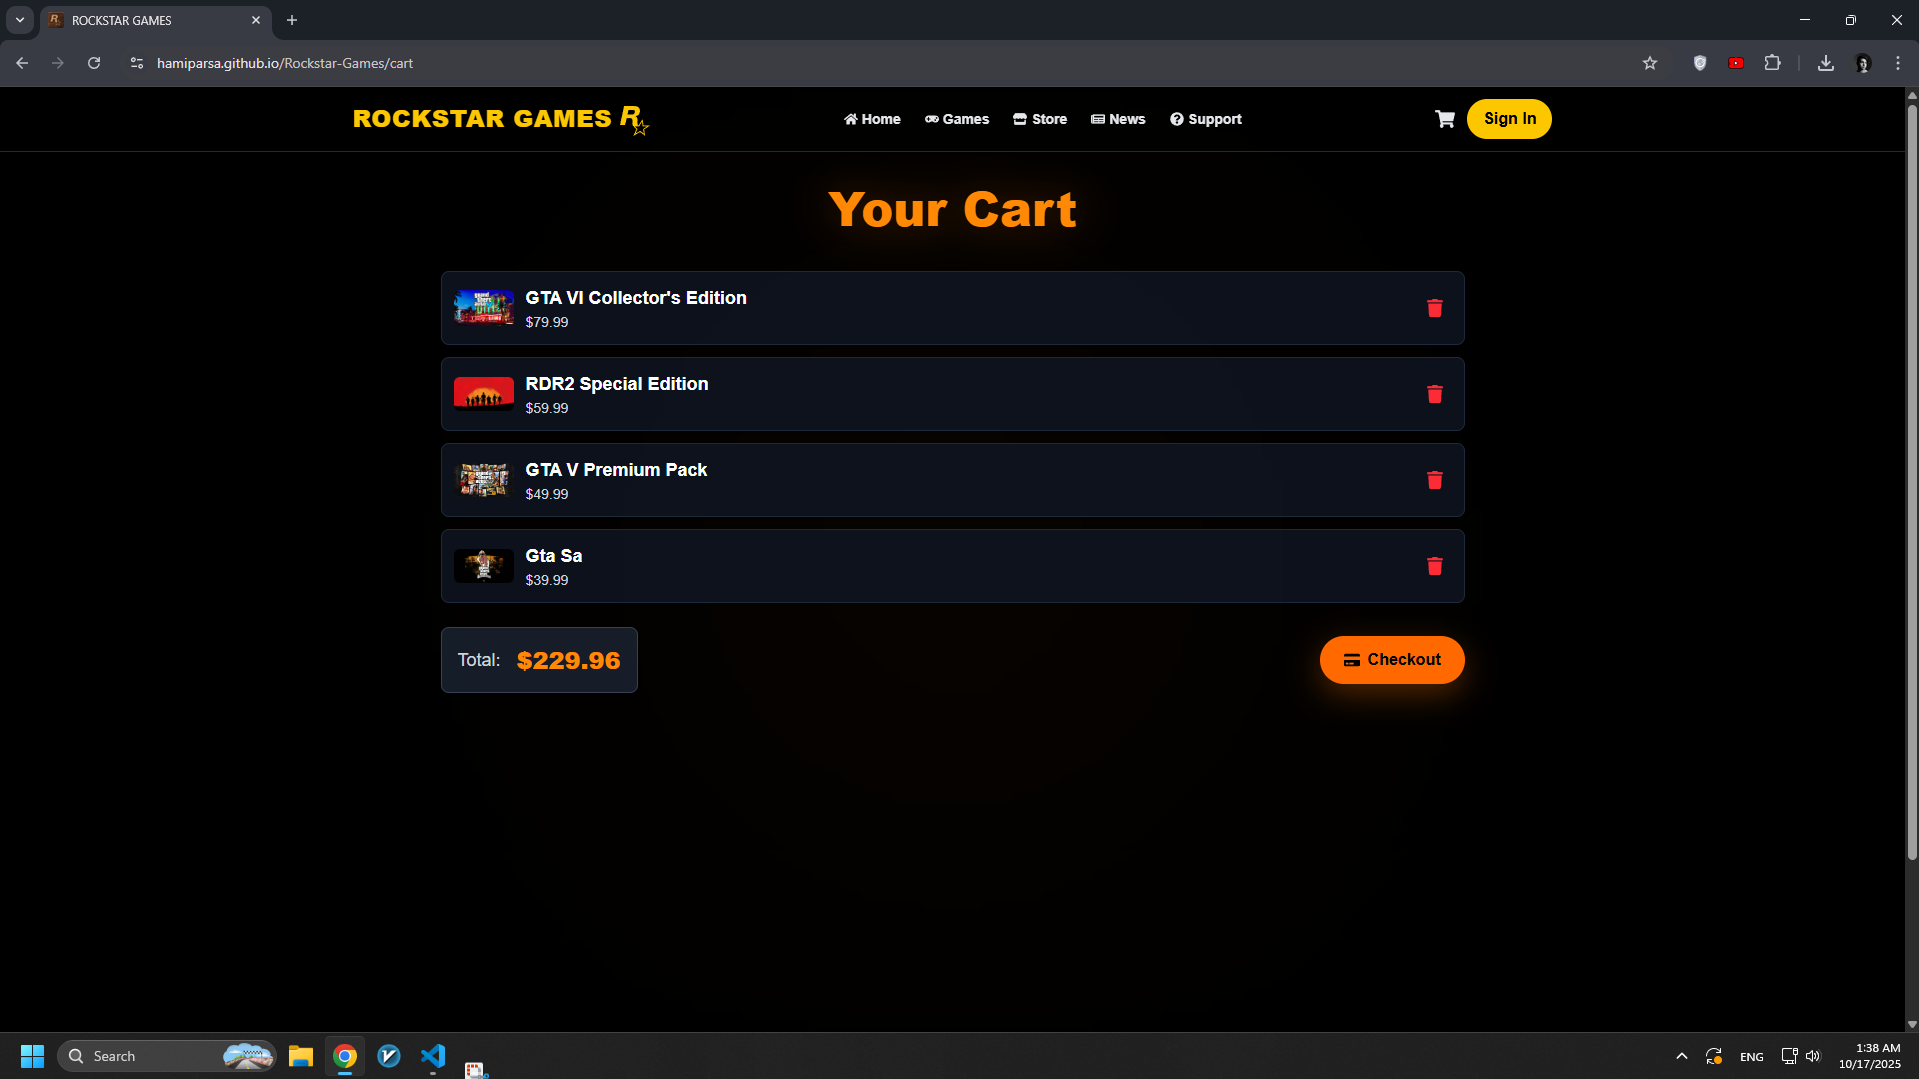 ROCKSTAR GAMES
hamiparsa.github.io/Rockstar-Games/cart
ROCKSTAR GAMES R
Home Games Store News Support
Sign In
Your Cart
GTA VI Collector's Edition
$79.99
RDR2 Special Edition
$59.99
GTA V Premium Pack
$49.99
Gta Sa
$39.99
Total: $229.96
Checkout
Search
ENG
1:38 AM
10/17/2025